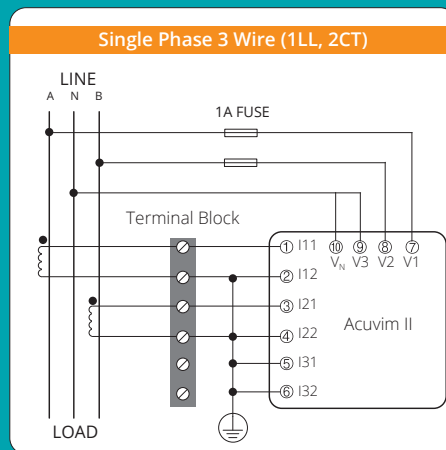 Single Phase 3 Wire (1LL, 2CT)
LINE
A N B
1A FUSE
Terminal Block
① I11
② I12
③ I21
④ I22
⑤ I31
⑥ I32
⑩ ⑨ ⑧ ⑦
VN V3 V2 V1
Acuvim II
LOAD